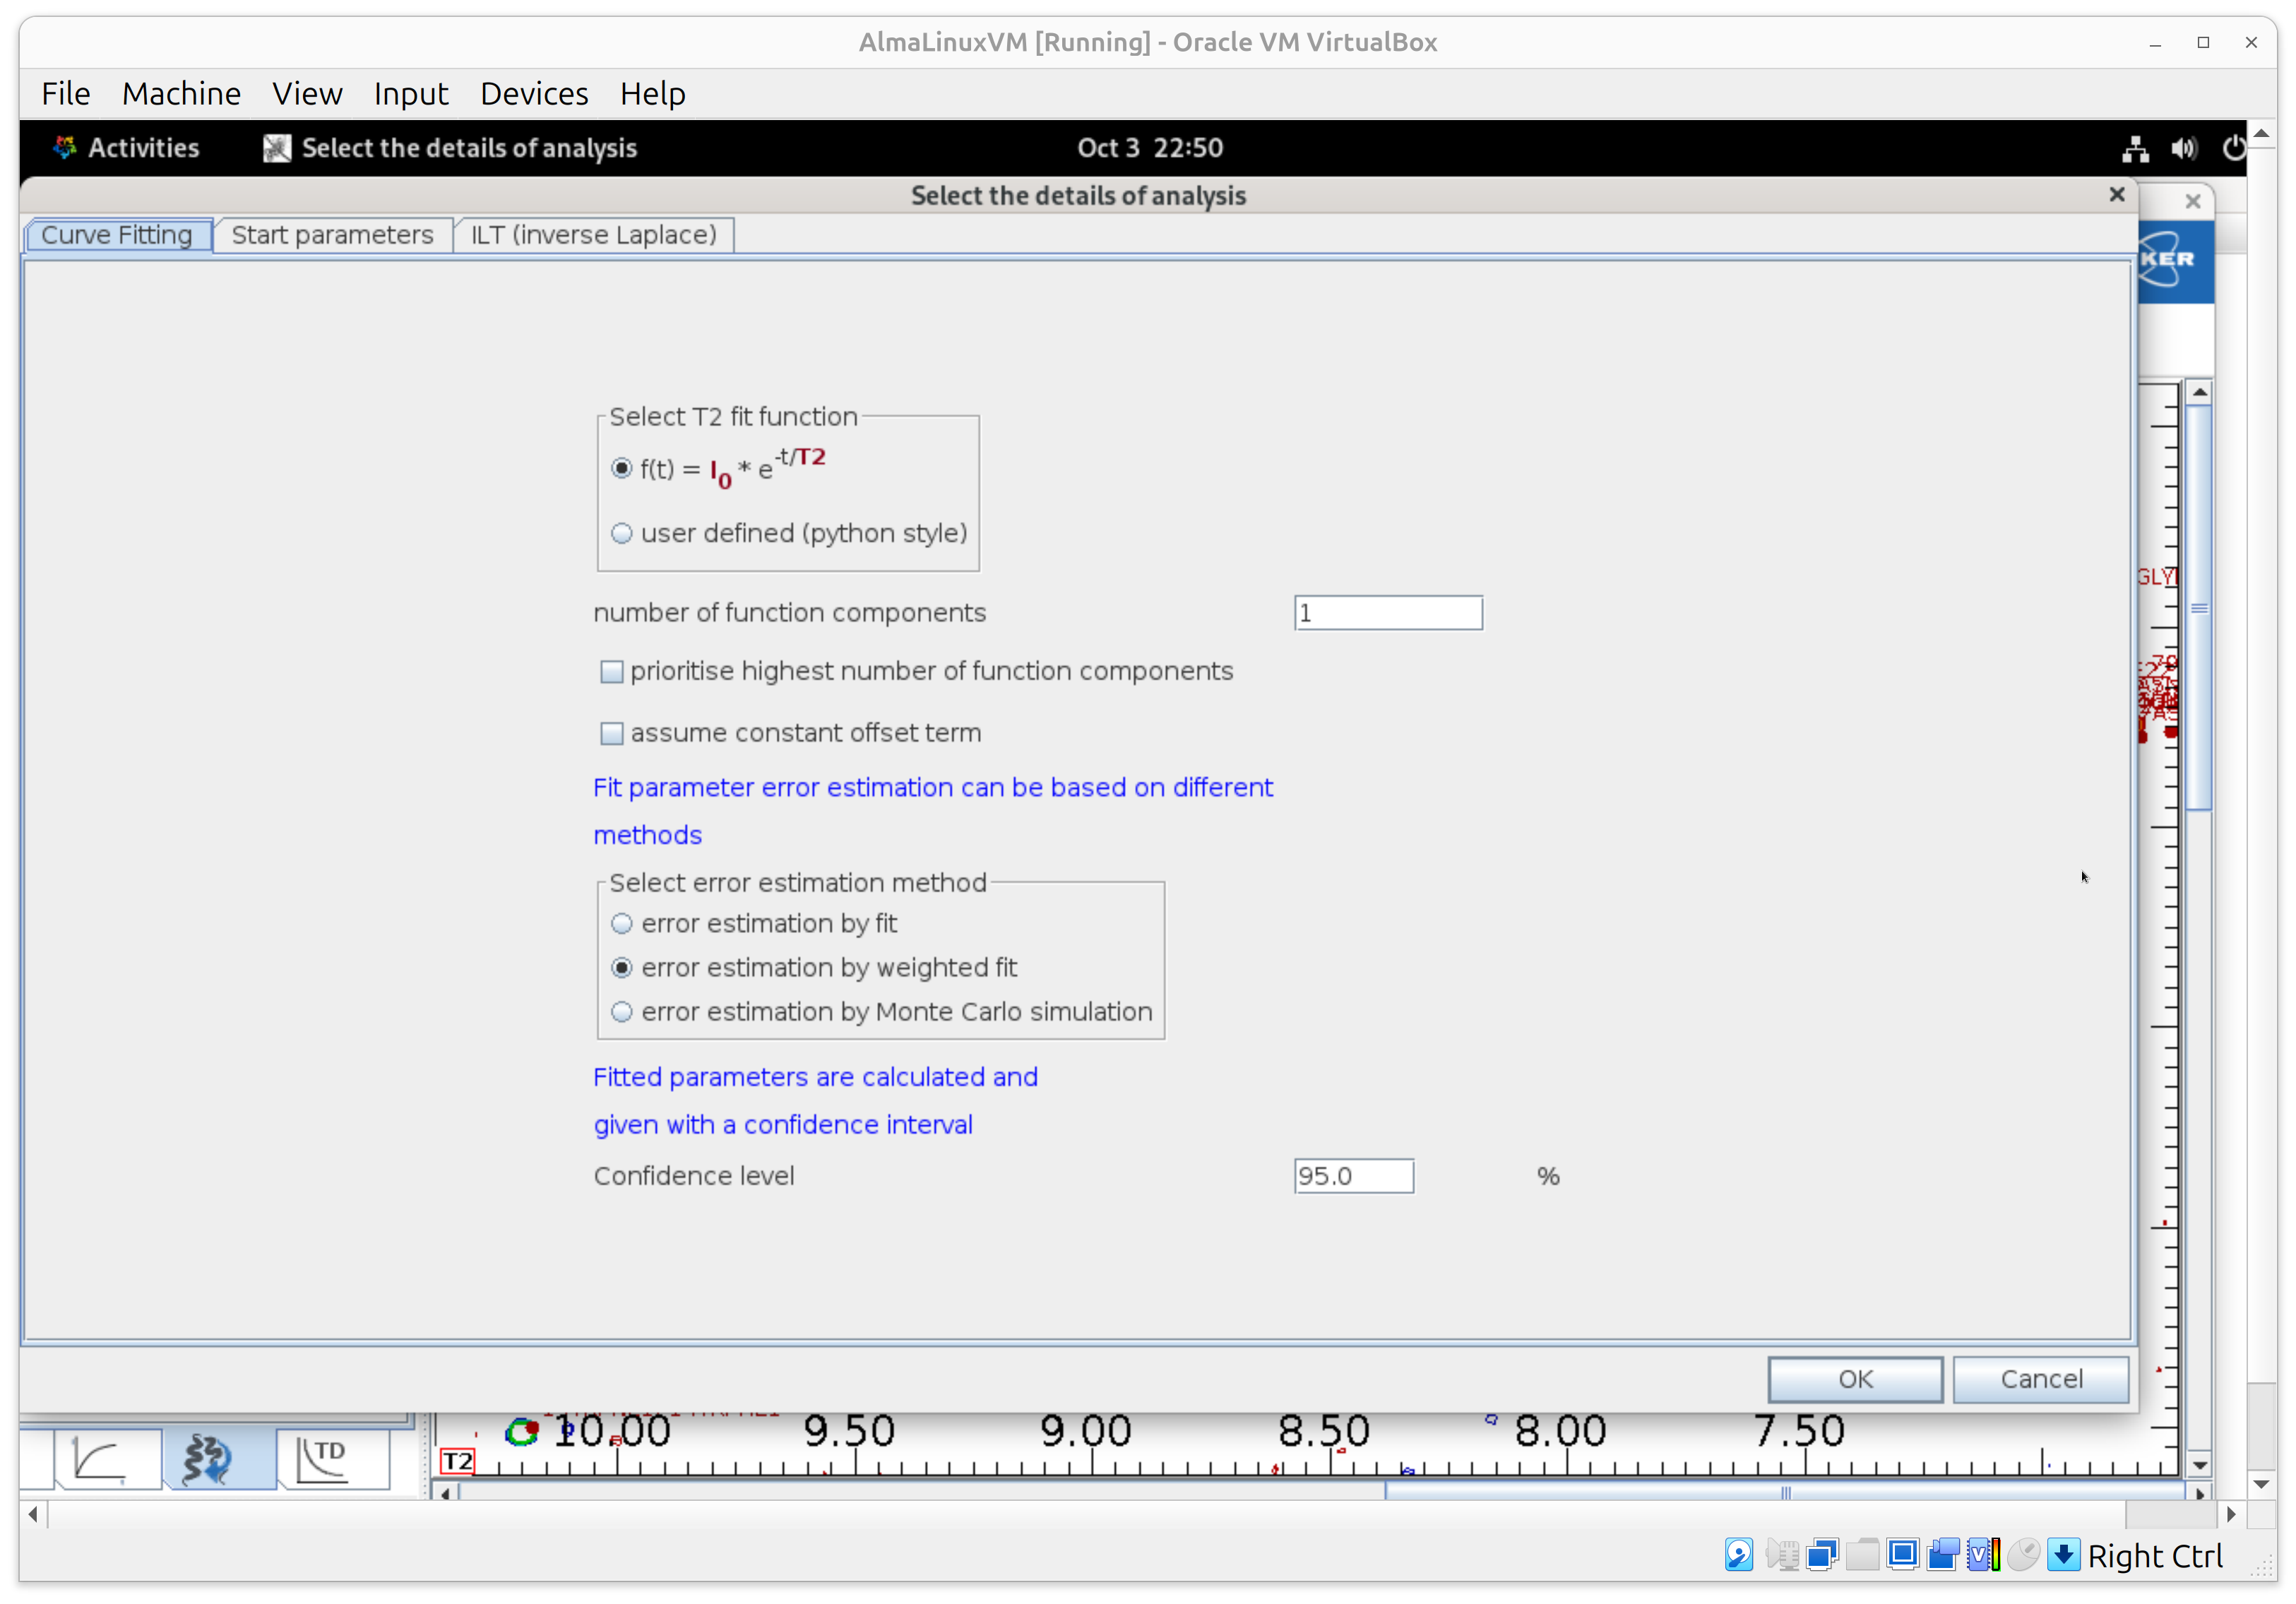 AlmaLinuxVM [Running] - Oracle VM VirtualBox
File Machine View Input Devices Help
Activities Select the details of analysis Oct 3 22:50
Select the details of analysis
Curve Fitting Start parameters ILT (inverse Laplace)
KER
Select T2 fit function
f(t) = I0 * e-t/T2
user defined (python style)
GLY
number of function components 1
prioritise highest number of function components
assume constant offset term
Fit parameter error estimation can be based on different
methods
Select error estimation method
error estimation by fit
error estimation by weighted fit
error estimation by Monte Carlo simulation
Fitted parameters are calculated and
given with a confidence interval
Confidence level 95.0 %
OK Cancel
10.00 9.50 9.00 8.50 8.00 7.50
TD
T2
Right Ctrl